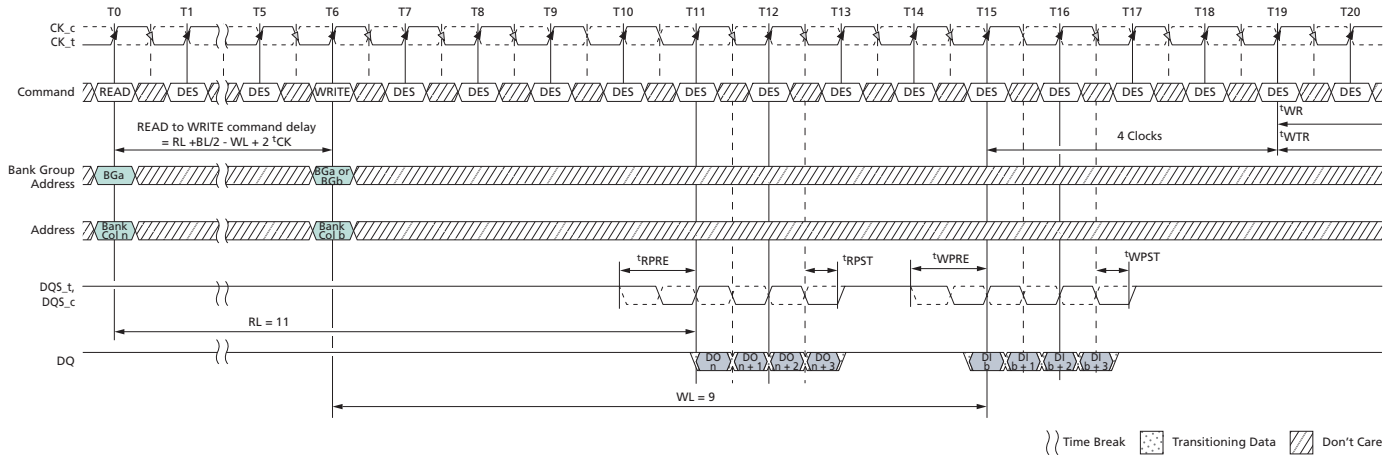 T0 T1 T5 T6 T7 T8 T9 T10 T11 T12 T13 T14 T15 T16 T17 T18 T19 T20
CK_c
CK_t
Command READ DES DES WRITE DES DES DES DES DES DES DES DES DES DES DES DES DES DES
tWR
READ to WRITE command delay
= RL +BL/2 - WL + 2 tCK
4 Clocks
tWTR
Bank Group
Address
BGa
BGa or
BGb
Address
Bank
Col n
Bank
Col b
tRPRE tRPST tWPRE tWPST
DQS_t,
DQS_c
RL = 11
DQ
DO
n
DO
n + 1
DO
n + 2
DO
n + 3
DI
b
DI
b + 1
DI
b + 2
DI
b + 3
WL = 9
Time Break Transitioning Data Don't Care